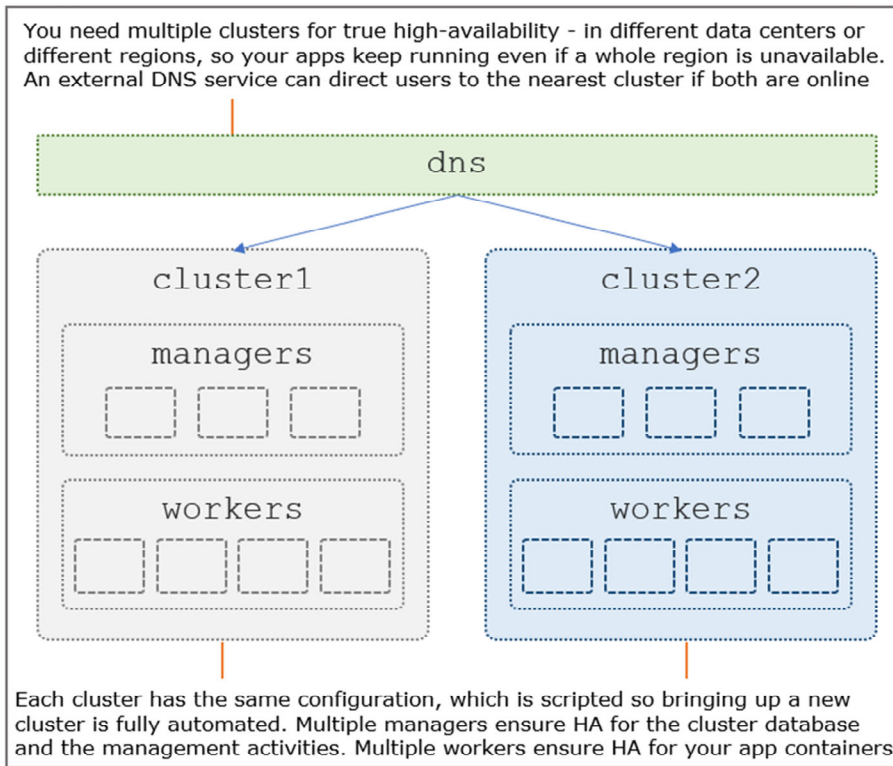 You need multiple clusters for true high-availability - in different data centers or
different regions, so your apps keep running even if a whole region is unavailable.
An external DNS service can direct users to the nearest cluster if both are online
dns
cluster1
managers
workers
cluster2
managers
workers
Each cluster has the same configuration, which is scripted so bringing up a new
cluster is fully automated. Multiple managers ensure HA for the cluster database
and the management activities. Multiple workers ensure HA for your app containers